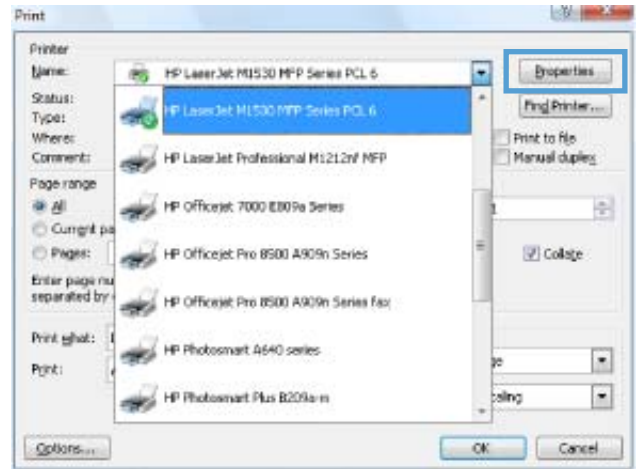 Print
Printer
Name: HP LaserJet M1530 MFP Series PCL 6 Properties
Status: HP LaserJet M1530 MFP Series PCL 6 Find Printer...
Type:
Where: Print to file
Comment: HP LaserJet Professional M1212nf MFP Manual duplex
Page range
All HP Officejet 7000 E809a Series 1
Current pa
Pages: HP Officejet Pro 8500 A909n Series Collate
Enter page nu
separated by HP Officejet Pro 8500 A909n Series fax
Print what: HP Photosmart A640 series
Print:
HP Photosmart Plus B209a-m caling
Options... OK Cancel